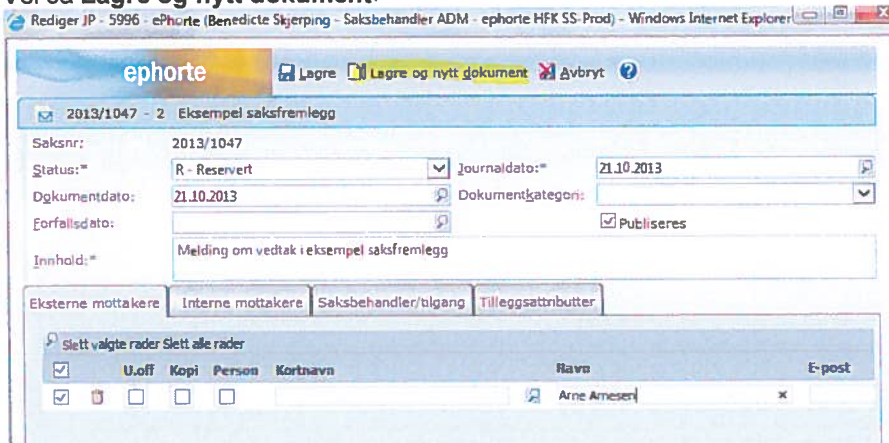 Lagre og nytt dokument
Rediger JP - 5996 - ePhorte (Benedicte Skjerping - Saksbehandler ADM - ephorte HFK SS-Prod) - Windows Internet Explorer
ephorte Lagre Lagre og nytt dokument Avbryt
2013/1047 - 2 Eksempel saksfremlegg
Saksnr: 2013/1047
Status:* R - Reservert Journaldato:* 21.10.2013
Dokumentdato: 21.10.2013 Dokumentkategori:
Forfallsdato: Publiseres
Innhold:* Melding om vedtak i eksempel saksfremlegg
Eksterne mottakere Interne mottakere Saksbehandler/tilgang Tilleggsattributter
Slett valgte rader Slett alle rader
U.off Kopi Person Kortnavn Navn E-post
Arne Arnesen